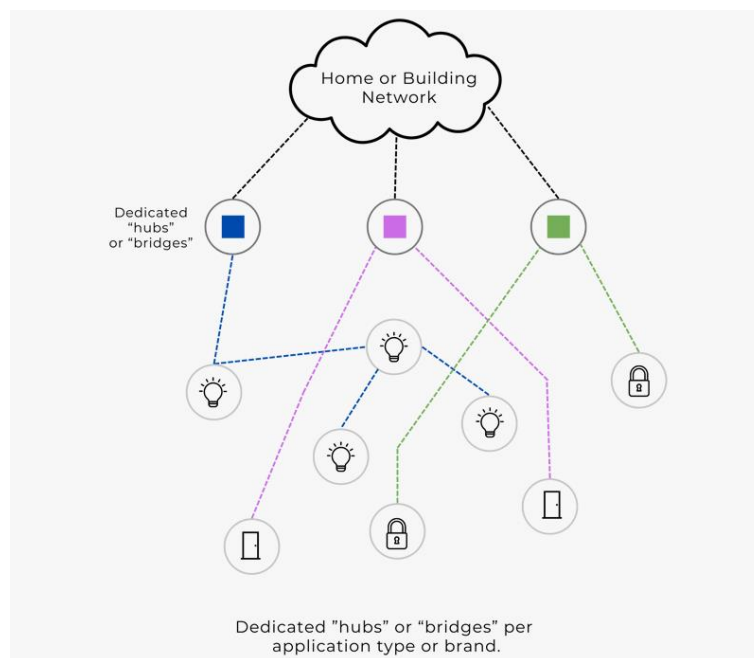 Home or Building
Network
Dedicated
“hubs”
or “bridges”
Dedicated ”hubs” or “bridges” per
application type or brand.